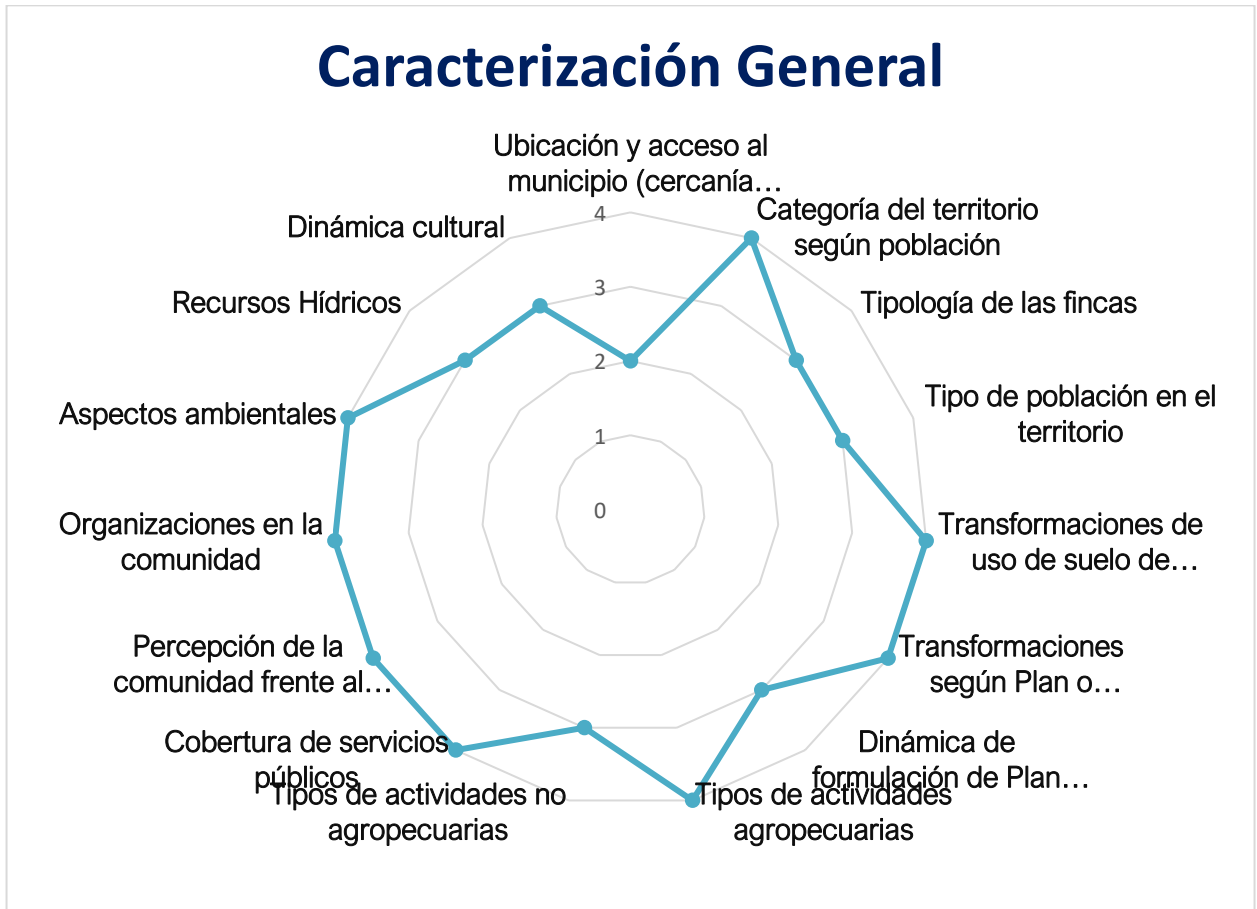 Caracterización General
Ubicación y acceso al
municipio (cercanía…
Categoría del territorio
según población
Tipología de las fincas
Tipo de población en el
territorio
Transformaciones de
uso de suelo de…
Transformaciones
según Plan o…
Dinámica de
formulación de Plan…
Tipos de actividades
agropecuarias
Tipos de actividades no
agropecuarias
Cobertura de servicios
públicos
Percepción de la
comunidad frente al…
Organizaciones en la
comunidad
Aspectos ambientales
Recursos Hídricos
Dinámica cultural
4
3
2
1
0